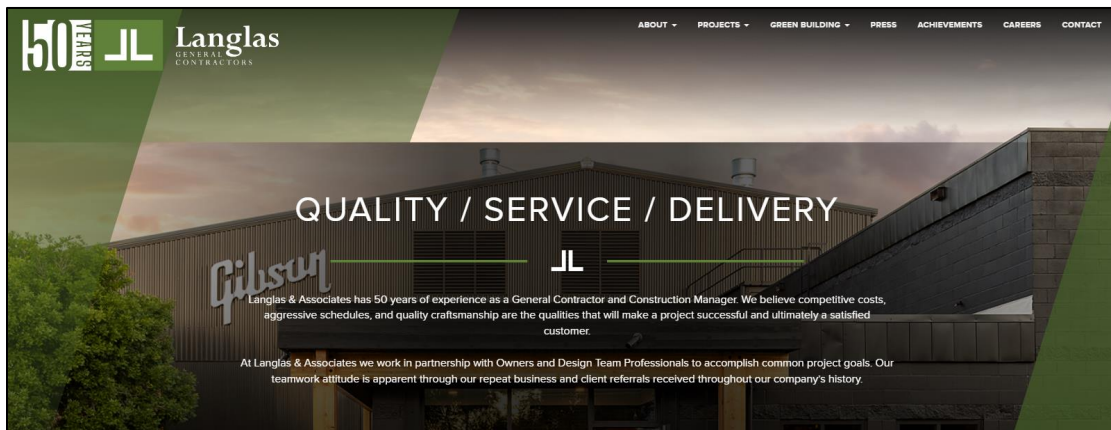 50 YEARS
JL Langlas
GENERAL
CONTRACTORS
ABOUT PROJECTS GREEN BUILDING PRESS ACHIEVEMENTS CAREERS CONTACT
QUALITY / SERVICE / DELIVERY
Gibson
JL
Langlas & Associates has 50 years of experience as a General Contractor and Construction Manager. We believe competitive costs,
aggressive schedules, and quality craftsmanship are the qualities that will make a project successful and ultimately a satisfied
customer.
At Langlas & Associates we work in partnership with Owners and Design Team Professionals to accomplish common project goals. Our
teamwork attitude is apparent through our repeat business and client referrals received throughout our company's history.